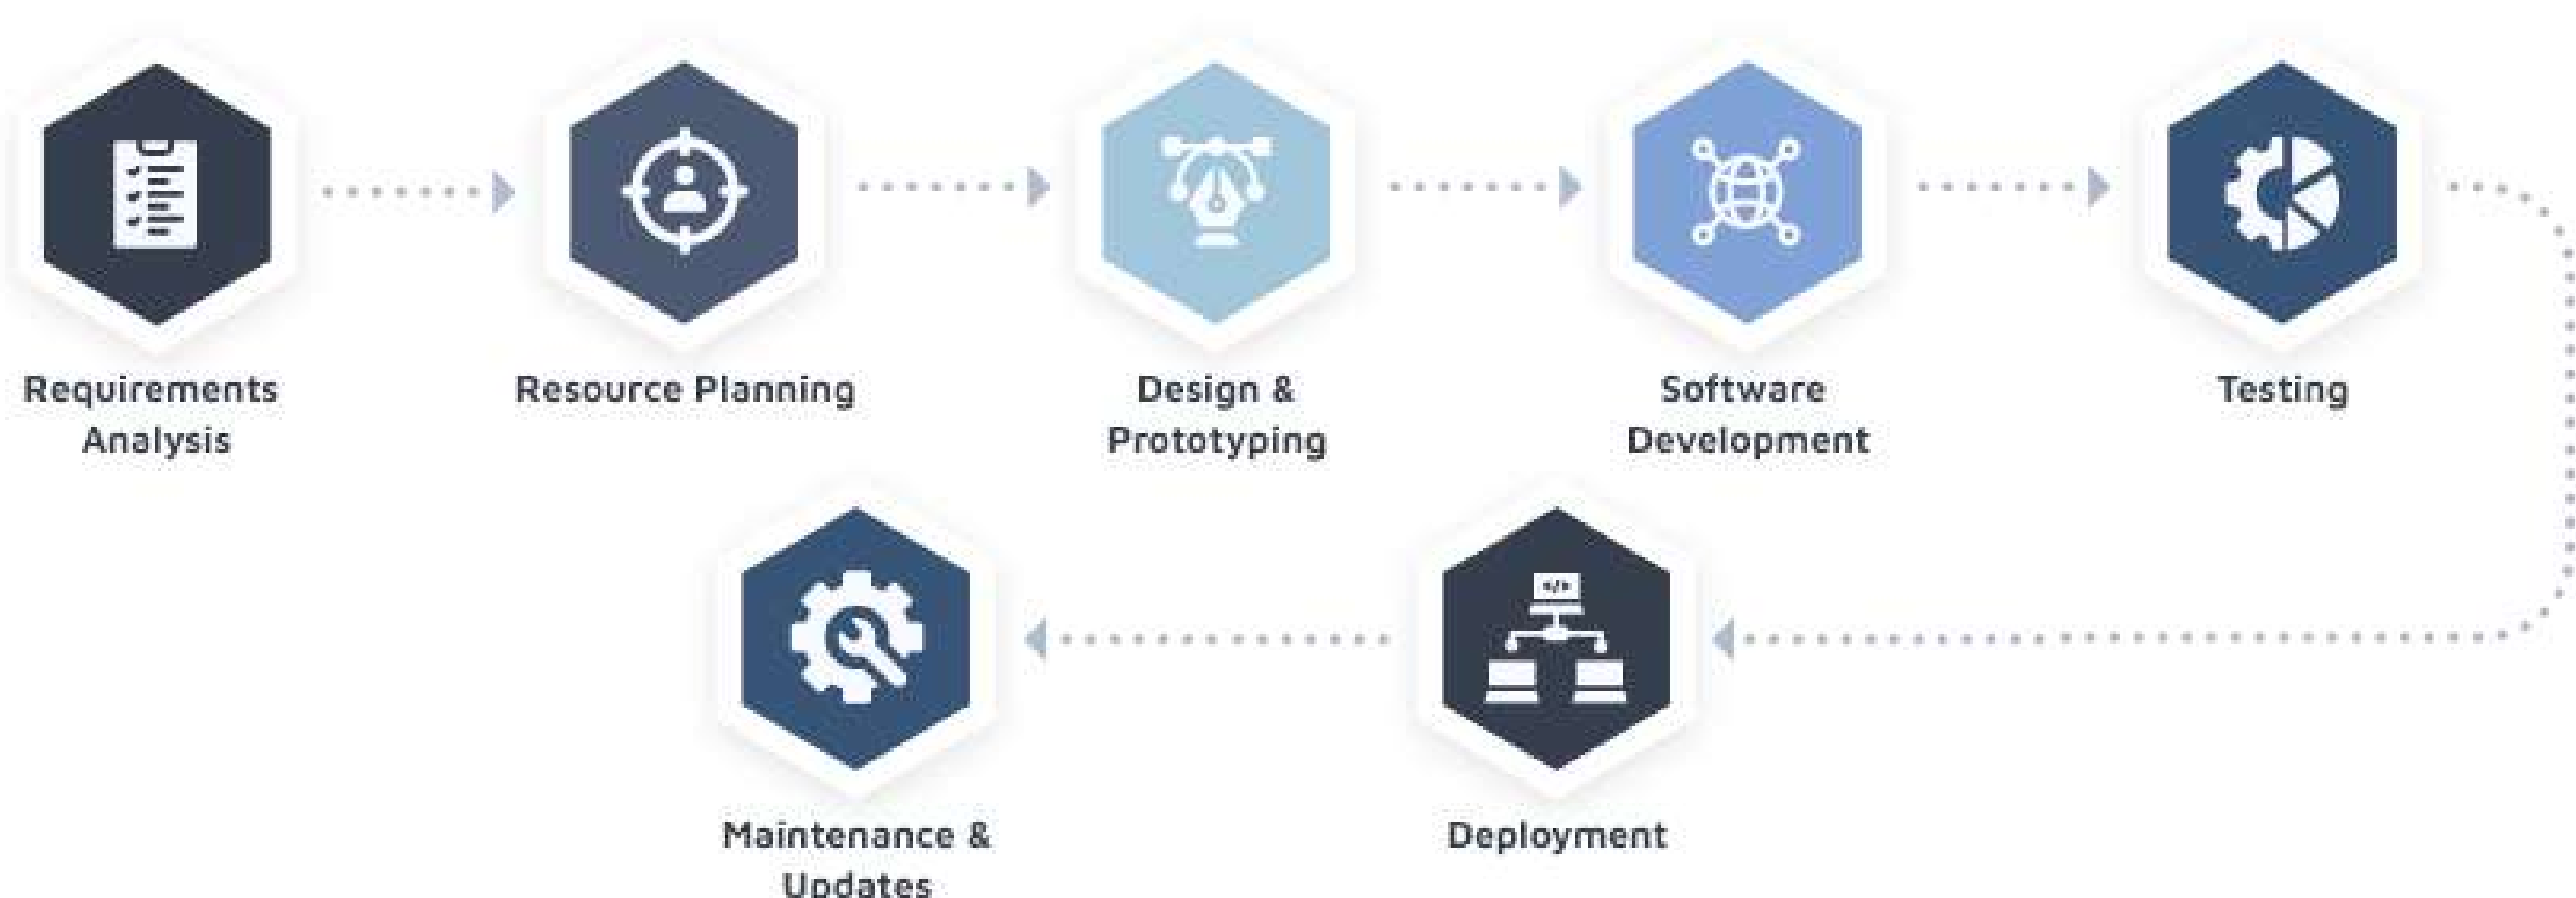 Requirements
Analysis
Resource Planning
Design &
Prototyping
Software
Development
Testing
Maintenance &
Updates
Deployment